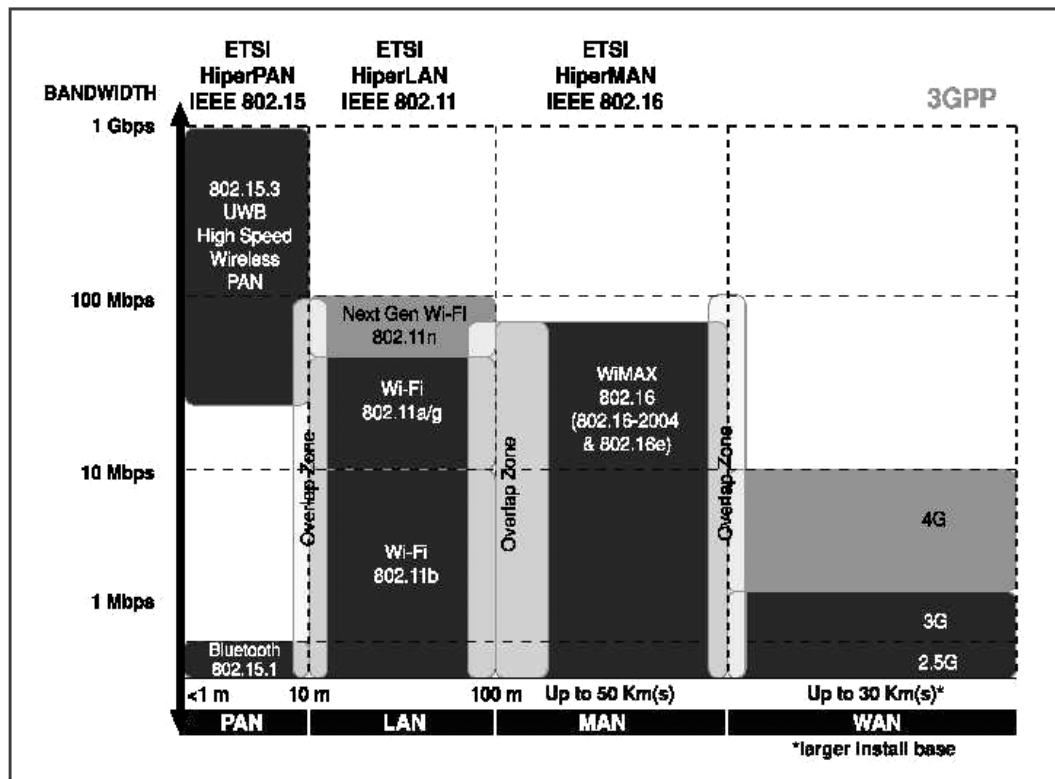 ETSI
HiperPAN
IEEE 802.15
ETSI
HiperLAN
IEEE 802.11
ETSI
HiperMAN
IEEE 802.16
3GPP
BANDWIDTH
1 Gbps
100 Mbps
10 Mbps
1 Mbps
802.15.3
UWB
High Speed
Wireless
PAN
Bluetooth
802.15.1
Overlap Zone
Next Gen Wi-Fi
802.11n
Wi-Fi
802.11a/g
Wi-Fi
802.11b
Overlap Zone
WiMAX
802.16
(802.16-2004
& 802.16e)
Overlap Zone
4G
3G
2.5G
<1 m
10 m
100 m
Up to 50 Km(s)
Up to 30 Km(s)*
PAN
LAN
MAN
WAN
*larger install base